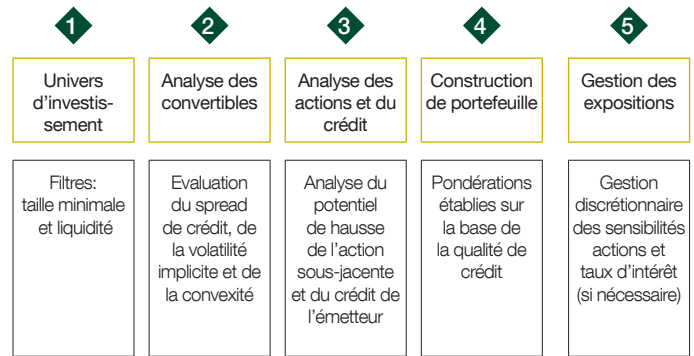 1
Univers
d'investis-
sement
Filtres:
taille minimale
et liquidité
2
Analyse des
convertibles
Evaluation
du spread
de crédit, de
la volatilité
implicite et de
la convexité
3
Analyse des
actions et du
crédit
Analyse du
potentiel
de hausse
de l'action
sous-jacente
et du crédit de
l'émetteur
4
Construction
de portefeuille
Pondérations
établies sur
la base de
la qualité de
crédit
5
Gestion des
expositions
Gestion
discrétionnaire
des sensibilités
actions et
taux d'intérêt
(si nécessaire)